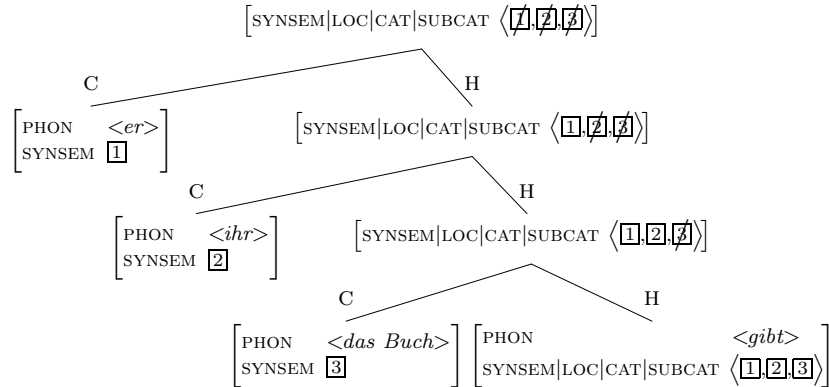 [SYNSEM|LOC|CAT|SUBCAT ⟨1,2,3⟩]
C H
[PHON <er>
SYNSEM 1]
[SYNSEM|LOC|CAT|SUBCAT ⟨1,2,3⟩]
C H
[PHON <ihr>
SYNSEM 2]
[SYNSEM|LOC|CAT|SUBCAT ⟨1,2,3⟩]
C H
[PHON <das Buch>
SYNSEM 3]
[PHON <gibt>
SYNSEM|LOC|CAT|SUBCAT ⟨1,2,3⟩]